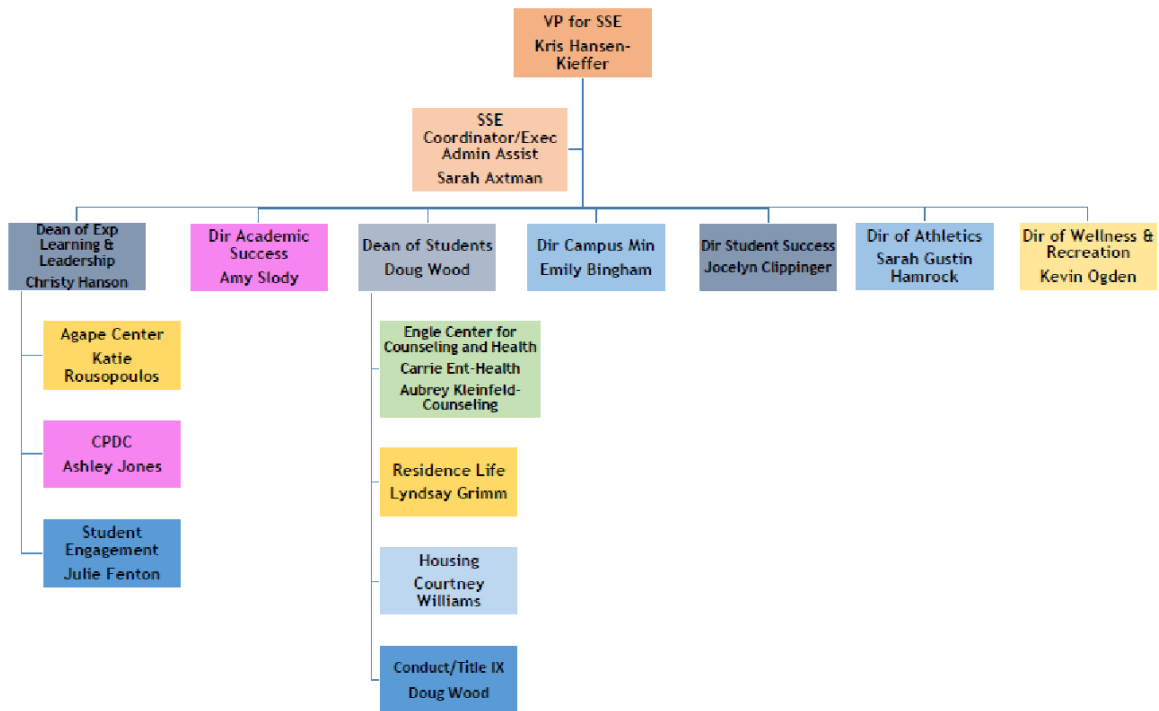 VP for SSE
Kris Hansen-
Kieffer
SSE
Coordinator/Exec
Admin Assist
Sarah Axtman
Dean of Exp
Learning &
Leadership
Christy Hanson
Dir Academic
Success
Amy Slody
Dean of Students
Doug Wood
Dir Campus Min
Emily Bingham
Dir Student Success
Jocelyn Clippinger
Dir of Athletics
Sarah Gustin
Hamrock
Dir of Wellness &
Recreation
Kevin Ogden
Agape Center
Katie
Rousopoulos
CPDC
Ashley Jones
Student
Engagement
Julie Fenton
Engle Center for
Counseling and Health
Carrie Ent-Health
Aubrey Kleinfeld-
Counseling
Residence Life
Lyndsay Grimm
Housing
Courtney
Williams
Conduct/Title IX
Doug Wood